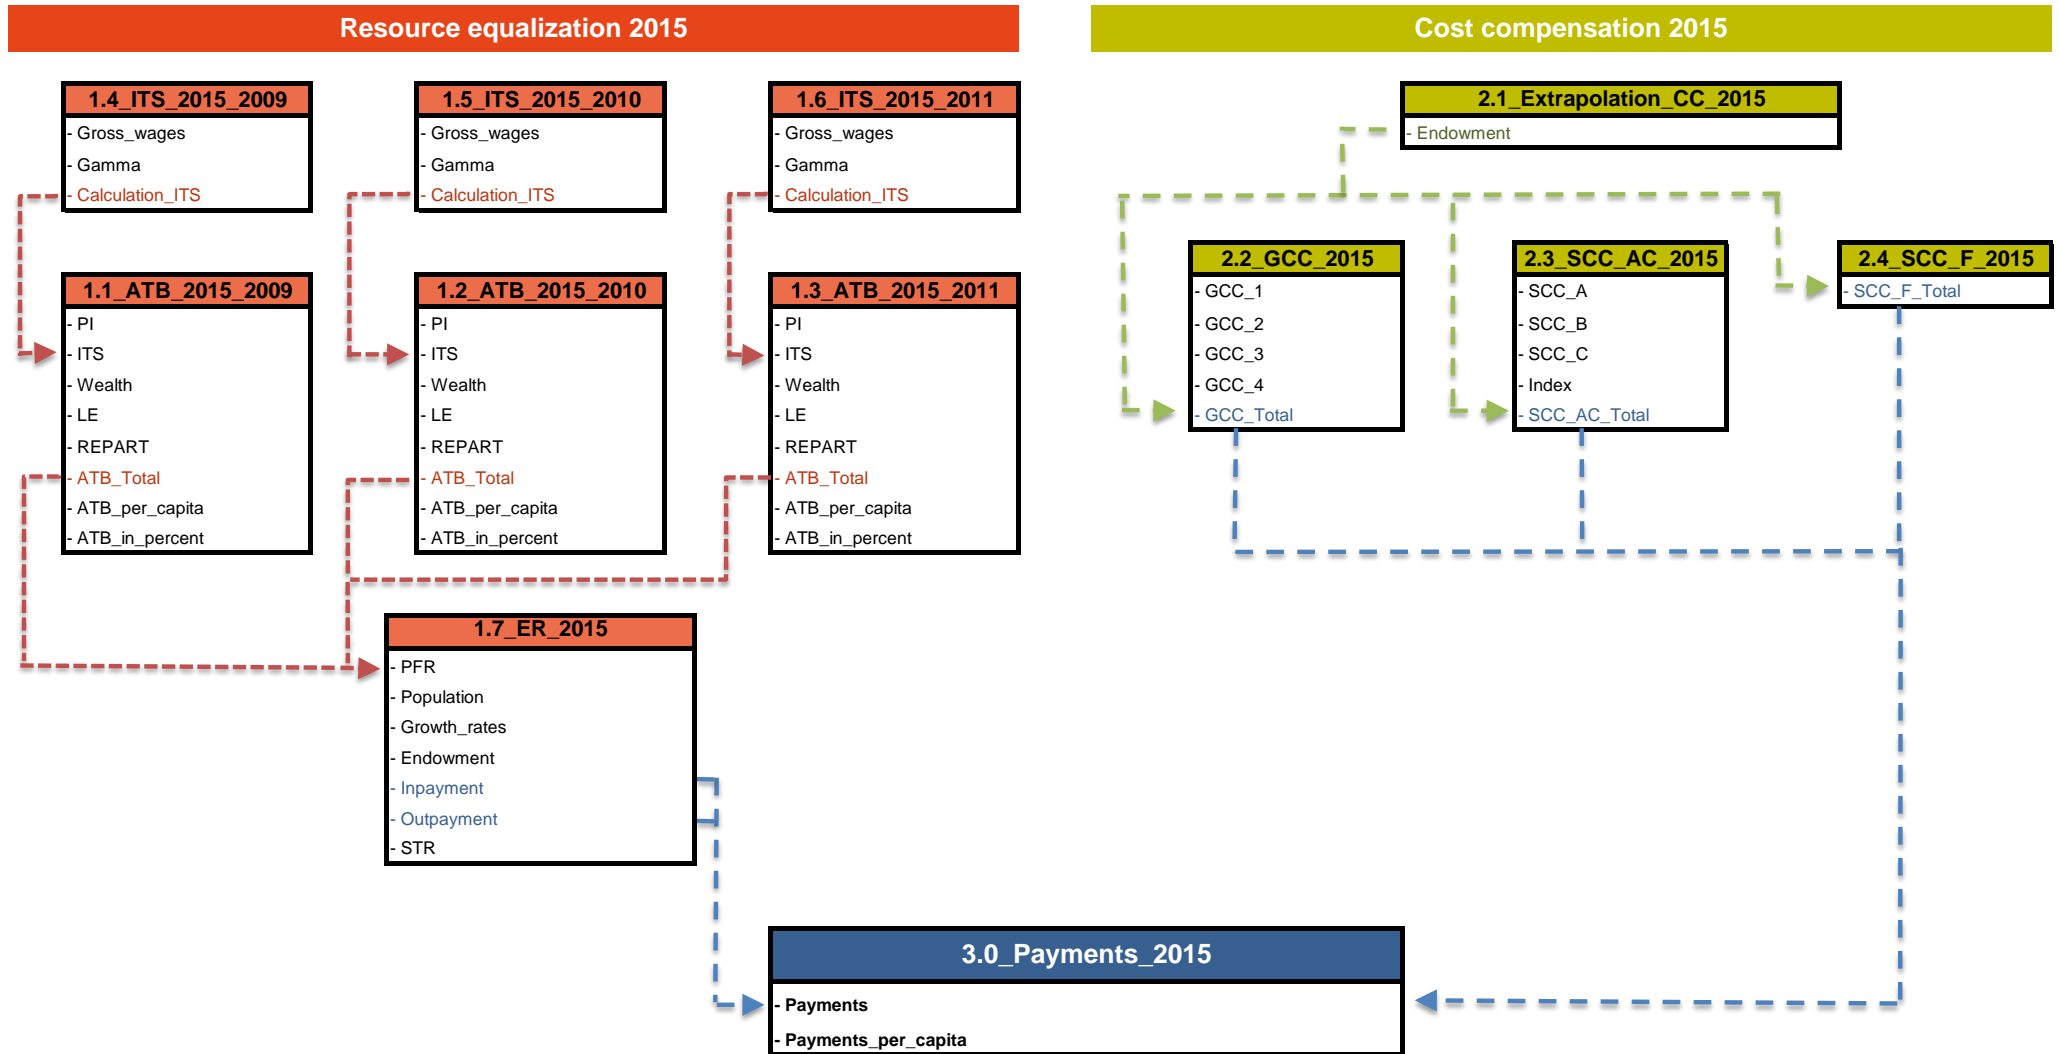 Resource equalization 2015
Cost compensation 2015
1.4_ITS_2015_2009
- Gross_wages
- Gamma
- Calculation_ITS
1.5_ITS_2015_2010
- Gross_wages
- Gamma
- Calculation_ITS
1.6_ITS_2015_2011
- Gross_wages
- Gamma
- Calculation_ITS
2.1_Extrapolation_CC_2015
- Endowment
1.1_ATB_2015_2009
- PI
- ITS
- Wealth
- LE
- REPART
- ATB_Total
- ATB_per_capita
- ATB_in_percent
1.2_ATB_2015_2010
- PI
- ITS
- Wealth
- LE
- REPART
- ATB_Total
- ATB_per_capita
- ATB_in_percent
1.3_ATB_2015_2011
- PI
- ITS
- Wealth
- LE
- REPART
- ATB_Total
- ATB_per_capita
- ATB_in_percent
2.2_GCC_2015
- GCC_1
- GCC_2
- GCC_3
- GCC_4
- GCC_Total
2.3_SCC_AC_2015
- SCC_A
- SCC_B
- SCC_C
- Index
- SCC_AC_Total
2.4_SCC_F_2015
- SCC_F_Total
1.7_ER_2015
- PFR
- Population
- Growth_rates
- Endowment
- Inpayment
- Outpayment
- STR
3.0_Payments_2015
- Payments
- Payments_per_capita